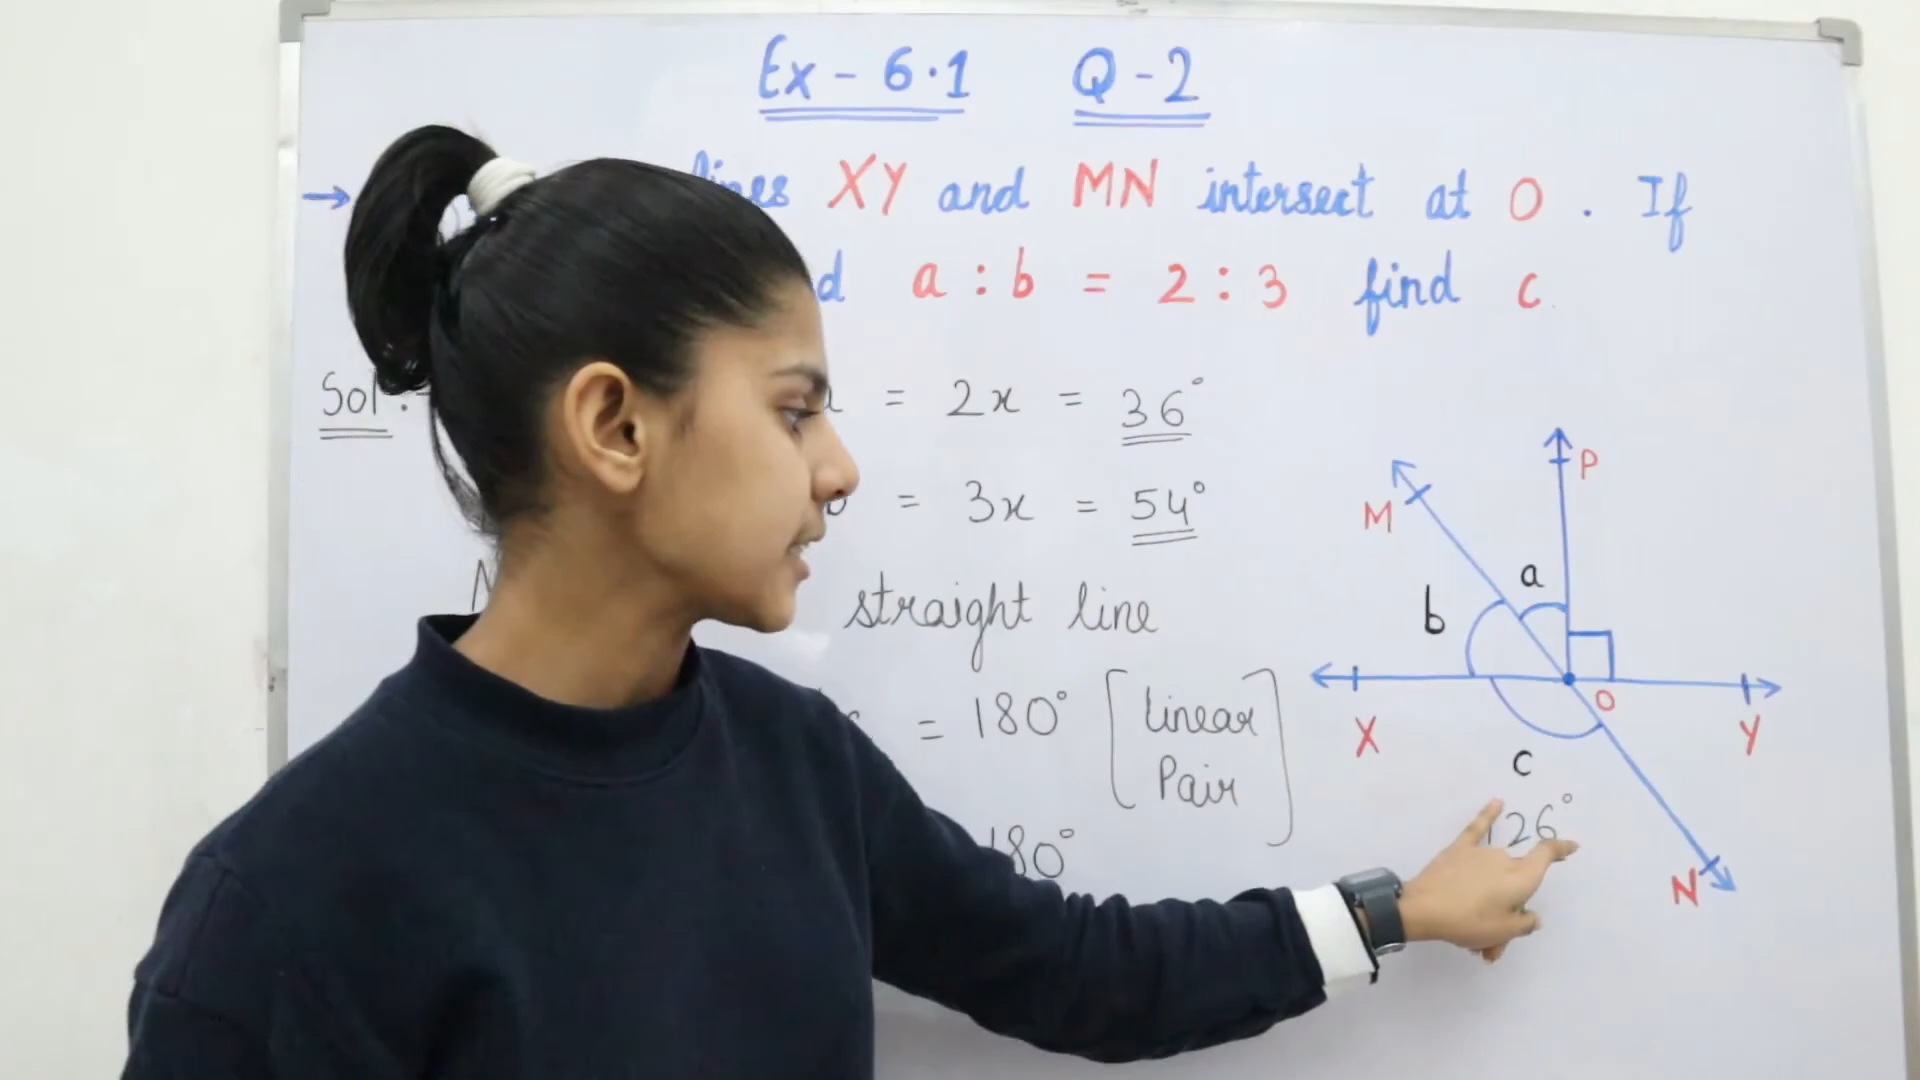 Ex - 6.1 Q - 2
→ lines XY and MN intersect at O . If
a : b = 2 : 3 find c
Sol:-
= 2x = 36°
= 3x = 54°
straight line
= 180° [Linear
Pair]
180°
P
M
a
b
O
X
Y
c
126°
N